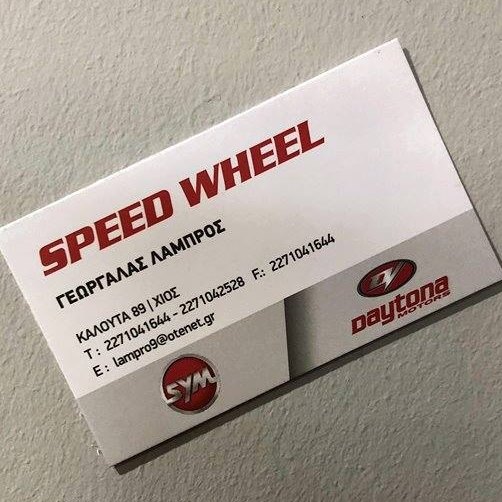 SPEED WHEEL
ΓΕΩΡΓΑΛΑΣ ΛΑΜΠΡΟΣ
ΚΑΛΟΥΤΑ 89 | ΧΙΟΣ
T : 2271041644 - 2271042528 F.: 2271041644
E : lampro9@otenet.gr
SYM
DAYTONA
MOTORS